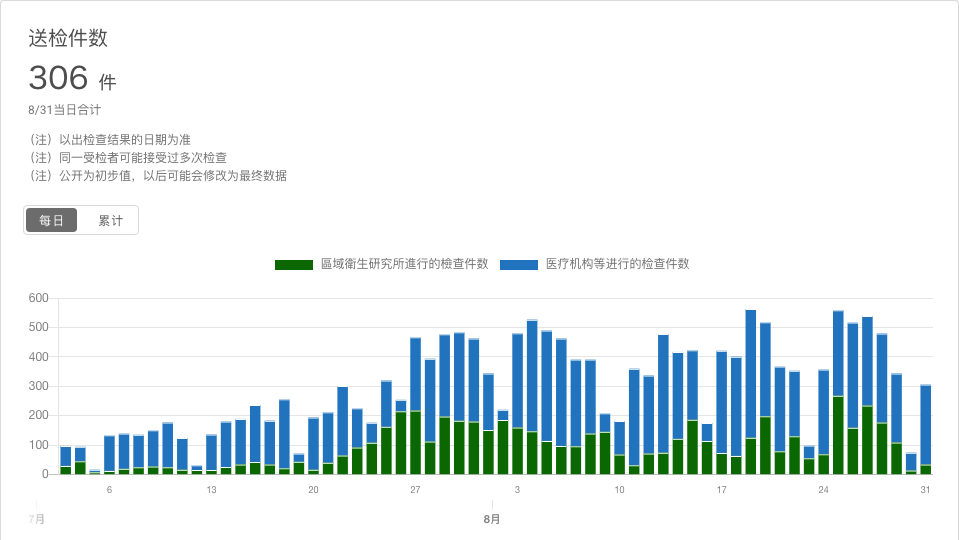 送检件数
306 件
8/31当日合计
（注）以出检查结果的日期为准
（注）同一受检者可能接受过多次检查
（注）公开为初步值，以后可能会修改为最终数据
每日 累计
區域衛生研究所進行的檢查件數 医疗机构等进行的检查件数
600
500
400
300
200
100
0
6 13 20 27 3 10 17 24 31
7月 8月